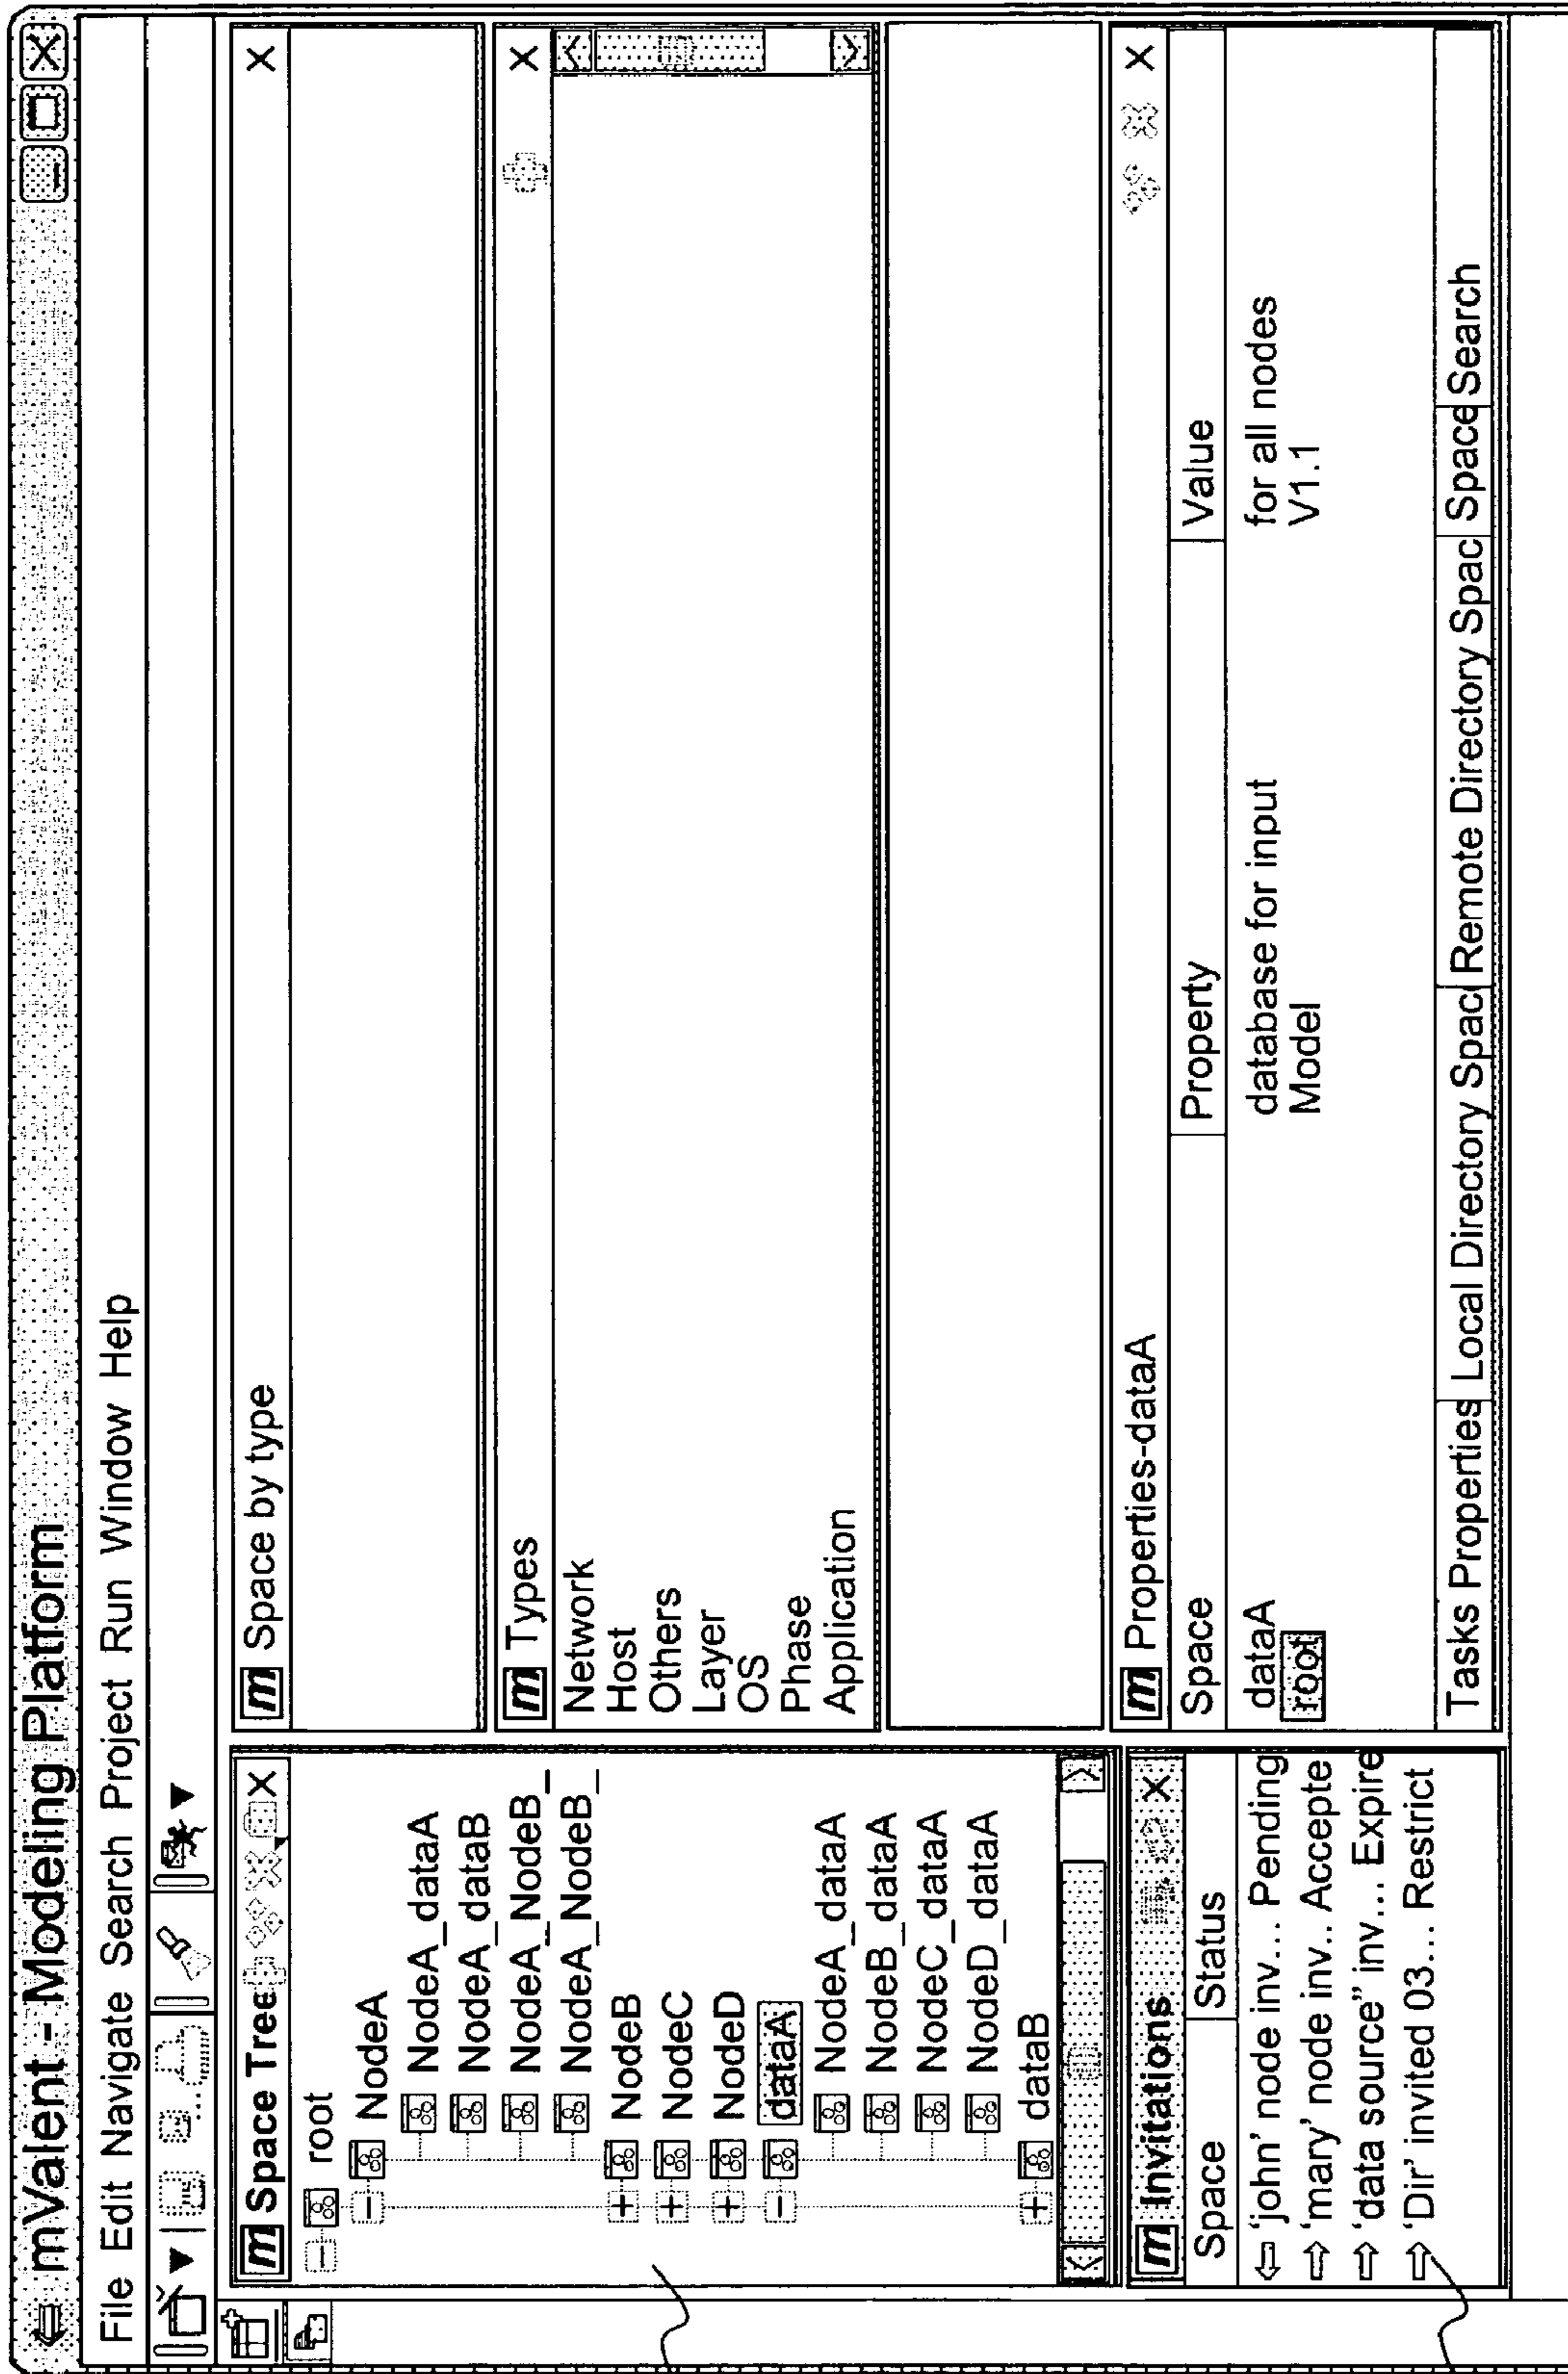 mValent - Modeling Platform
File Edit Navigate Search Project Run Window Help
m Space Tree
root
NodeA
NodeA_dataA
NodeA_dataB
NodeA_NodeB_
NodeA_NodeB_
NodeB
NodeC
NodeD
dataA
NodeA_dataA
NodeB_dataA
NodeC_dataA
NodeD_dataA
dataB
m Invitations
Space Status
‘john’ node inv... Pending
‘mary’ node inv.. Accepte
‘data source” inv... Expire
‘Dir’ invited 03... Restrict
m Space by type
m Types
Network
Host
Others
Layer
OS
Phase
Application
m Properties-dataA
Space Property Value
dataA database for input for all nodes
root Model V1.1
Tasks Properties Local Directory Spac Remote Directory Spac Space Search